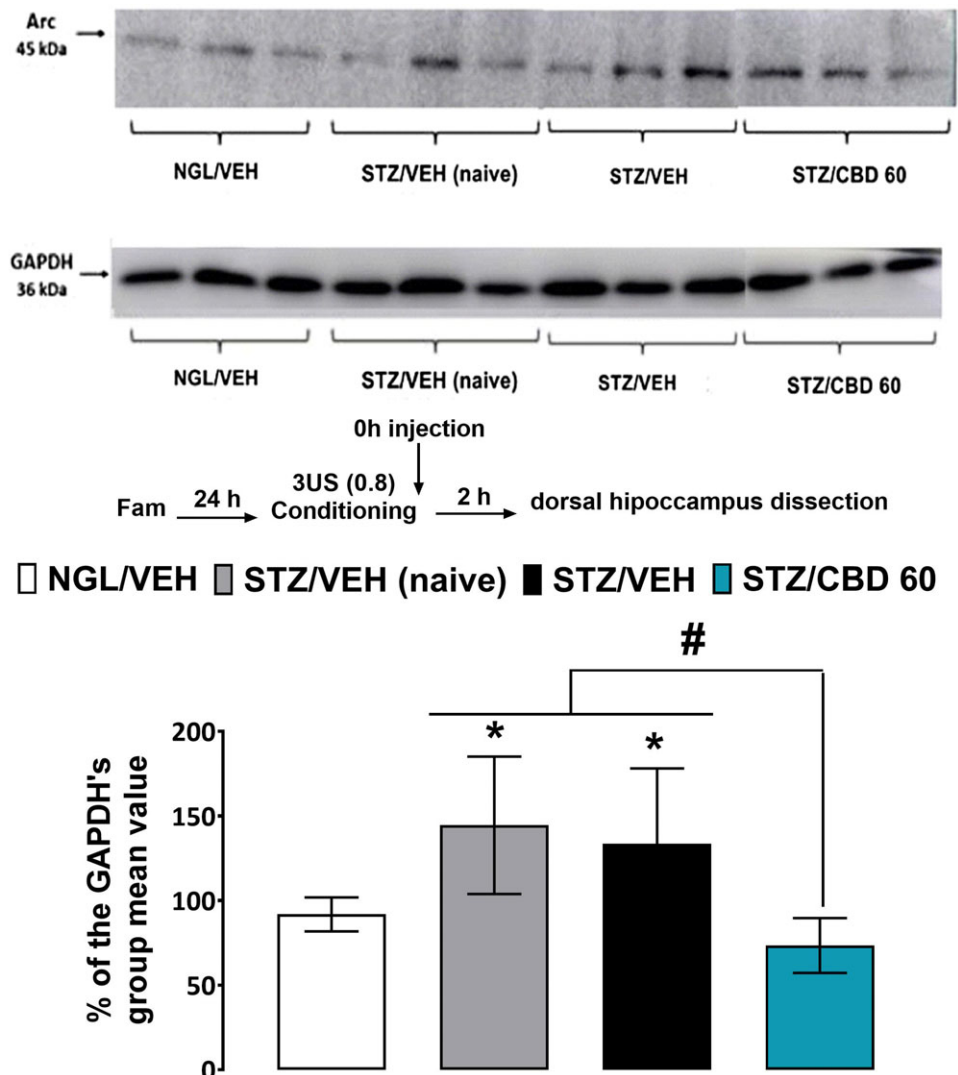 Arc
45 kDa
NGL/VEH STZ/VEH (naive) STZ/VEH STZ/CBD 60
GAPDH
36 kDa
NGL/VEH STZ/VEH (naive) STZ/VEH STZ/CBD 60
0h injection
Fam 24 h 3US (0.8) Conditioning 2 h dorsal hipoccampus dissection
NGL/VEH STZ/VEH (naive) STZ/VEH STZ/CBD 60
#
* *
% of the GAPDH's
group mean value
200
150
100
50
0